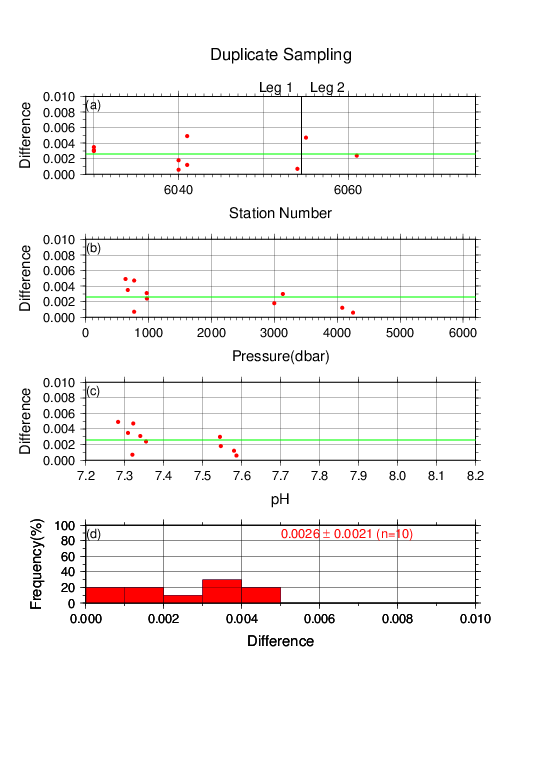 Duplicate Sampling
Leg 1 Leg 2
(a)
0.010
0.008
0.006
0.004
0.002
0.000
Difference
6040 6060
Station Number
(b)
0.010
0.008
0.006
0.004
0.002
0.000
Difference
0 1000 2000 3000 4000 5000 6000
Pressure(dbar)
(c)
0.010
0.008
0.006
0.004
0.002
0.000
Difference
7.2 7.3 7.4 7.5 7.6 7.7 7.8 7.9 8.0 8.1 8.2
pH
(d)
0.0026 ± 0.0021 (n=10)
100
80
60
40
20
0
Frequency(%)
0.000 0.002 0.004 0.006 0.008 0.010
Difference